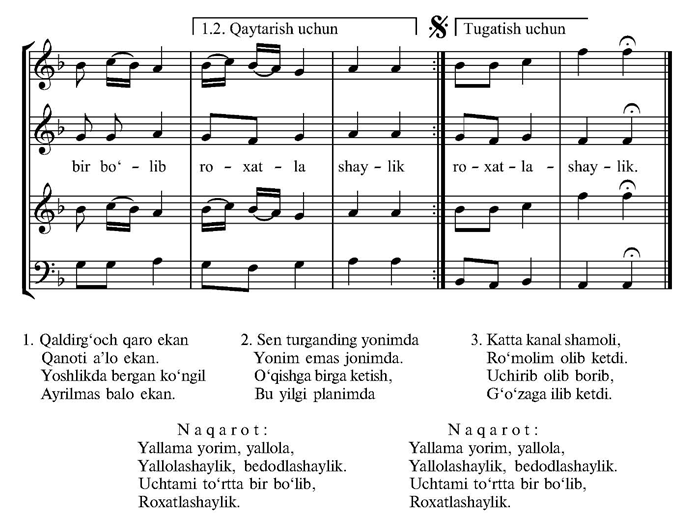 1.2. Qaytarish uchun
Tugatish uchun
bir bo‘ – lib ro – xat – la shay – lik ro – xat – la – shay – lik.
1. Qaldirg‘och qaro ekan
Qanoti a’lo ekan.
Yoshlikda bergan ko‘ngil
Ayrilmas balo ekan.
2. Sen turganding yonimda
Yonim emas jonimda.
O‘qishga birga ketish,
Bu yilgi planimda
3. Katta kanal shamoli,
Ro‘molim olib ketdi.
Uchirib olib borib,
G‘o‘zaga ilib ketdi.
Naqarot:
Yallama yorim, yallola,
Yallolashaylik, bedodlashaylik.
Uchtami to‘rtta bir bo‘lib,
Roxatlashaylik.
Naqarot:
Yallama yorim, yallola,
Yallolashaylik, bedodlashaylik.
Uchtami to‘rtta bir bo‘lib,
Roxatlashaylik.